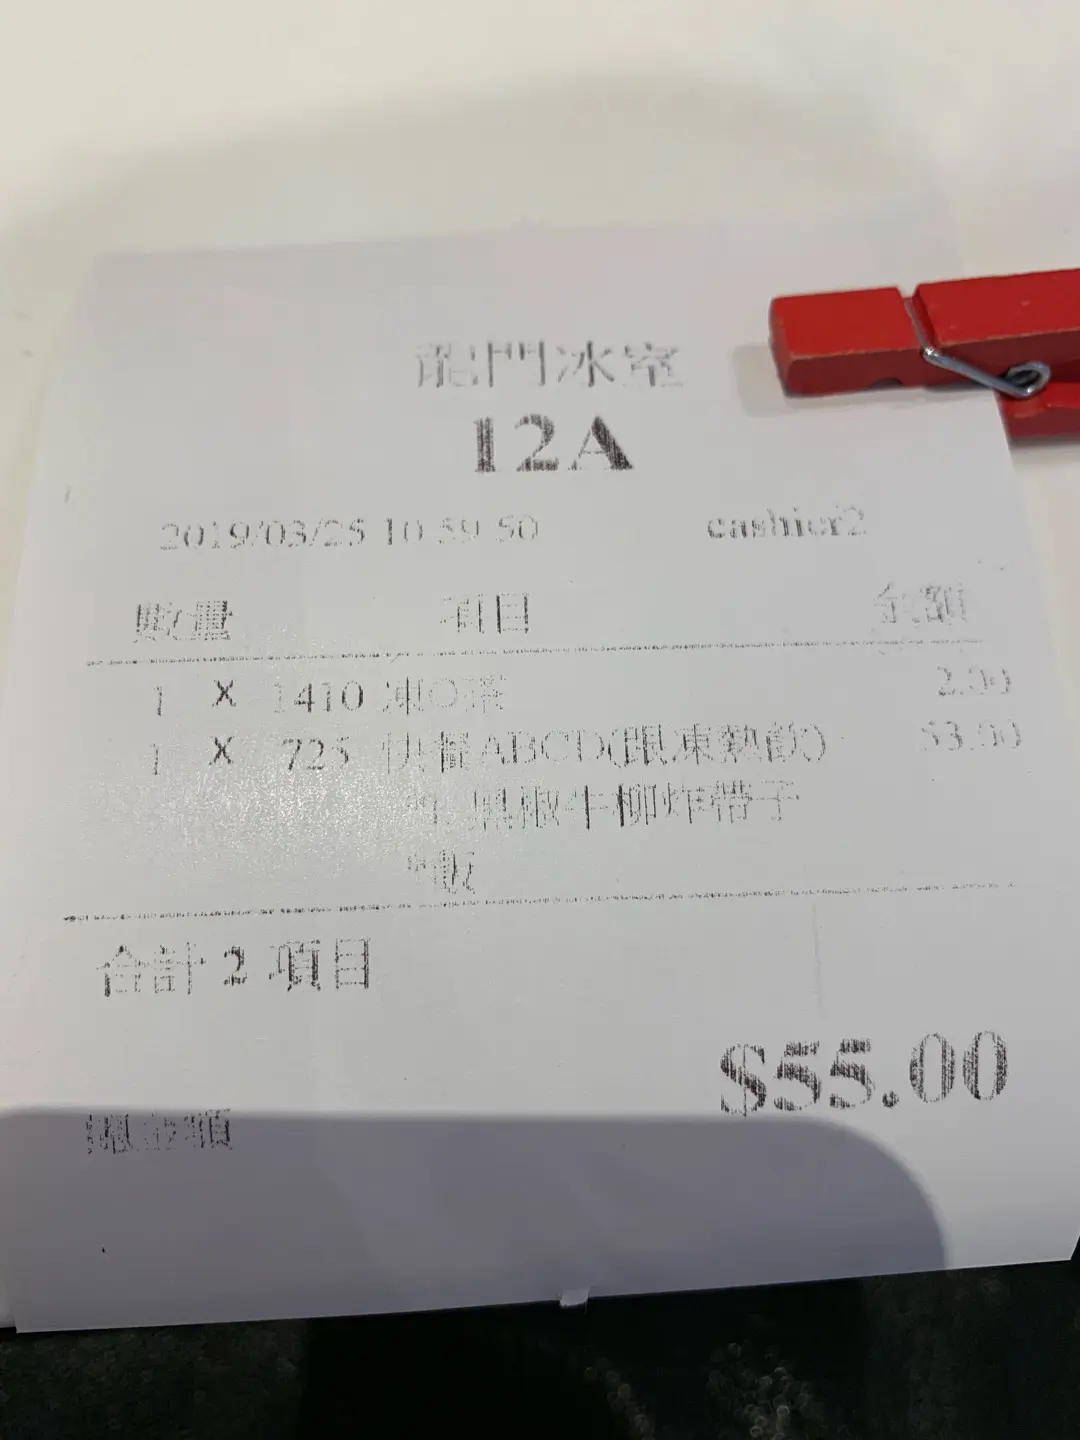 龍門冰室
12A
2019/03/25 10:59:50 cashier2
數量 項目 金額
1 X 1410 凍O茶 2.00
1 X 725 快餐ABCD(跟凍熱飲) 53.00
黑椒牛柳炸帶子
*飯
合計 2 項目
$55.00